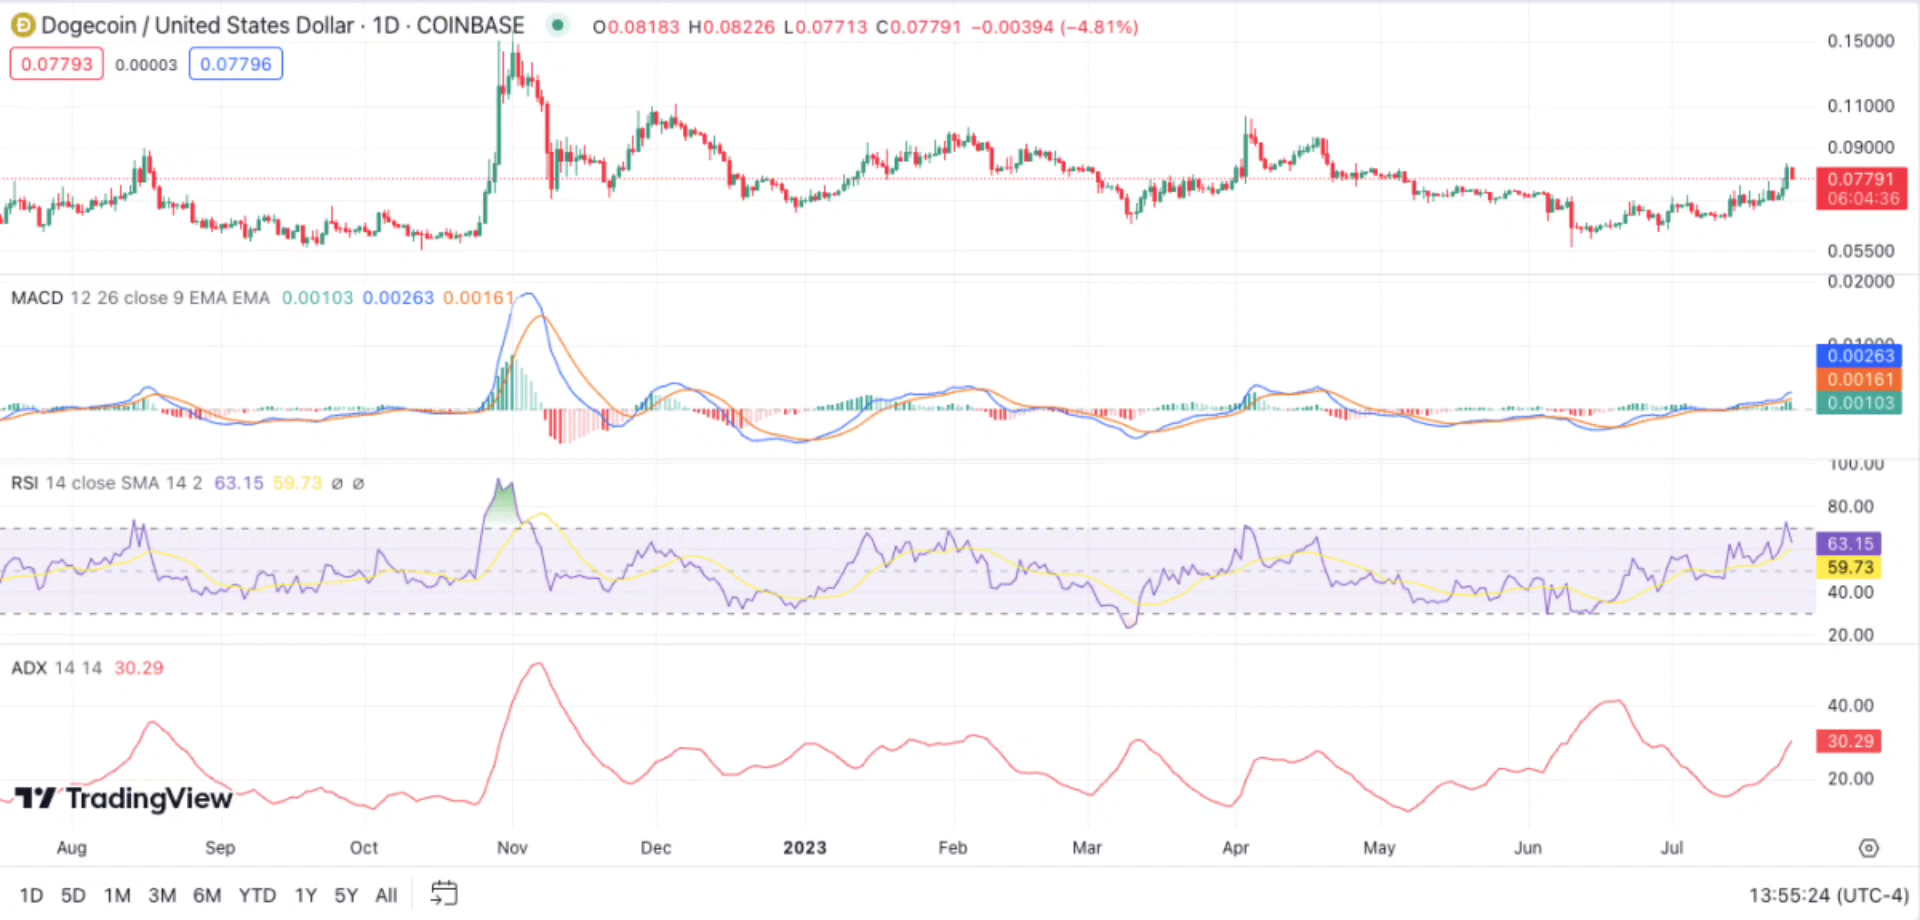 Dogecoin / United States Dollar · 1D · COINBASE O0.08183 H0.08226 L0.07713 C0.07791 −0.00394 (−4.81%)
0.07793 0.00003 0.07796
0.15000
0.11000
0.09000
0.07791
06:04:36
0.05500
MACD 12 26 close 9 EMA EMA 0.00103 0.00263 0.00161
0.02000
0.01000
0.00263
0.00161
0.00103
RSI 14 close SMA 14 2 63.15 59.73 ∅ ∅
100.00
80.00
63.15
59.73
40.00
20.00
ADX 14 14 30.29
40.00
30.29
20.00
TradingView
Aug Sep Oct Nov Dec 2023 Feb Mar Apr May Jun Jul
1D 5D 1M 3M 6M YTD 1Y 5Y All 13:55:24 (UTC-4)